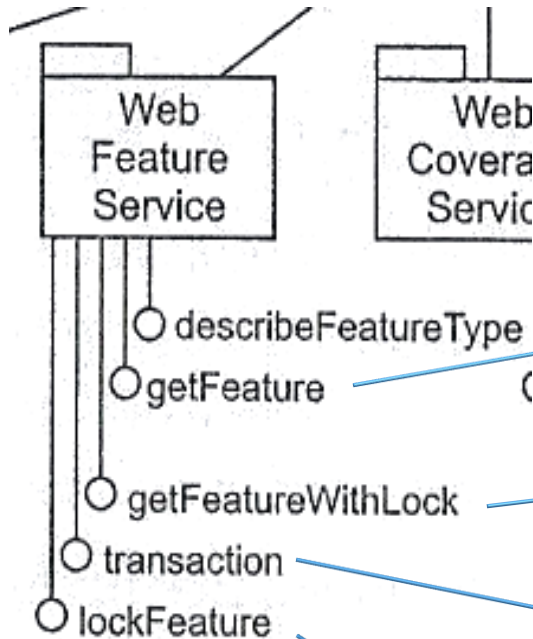 Web
Feature
Service
Web
describeFeatureType
getFeature
getFeatureWithLock
transaction
lockFeature